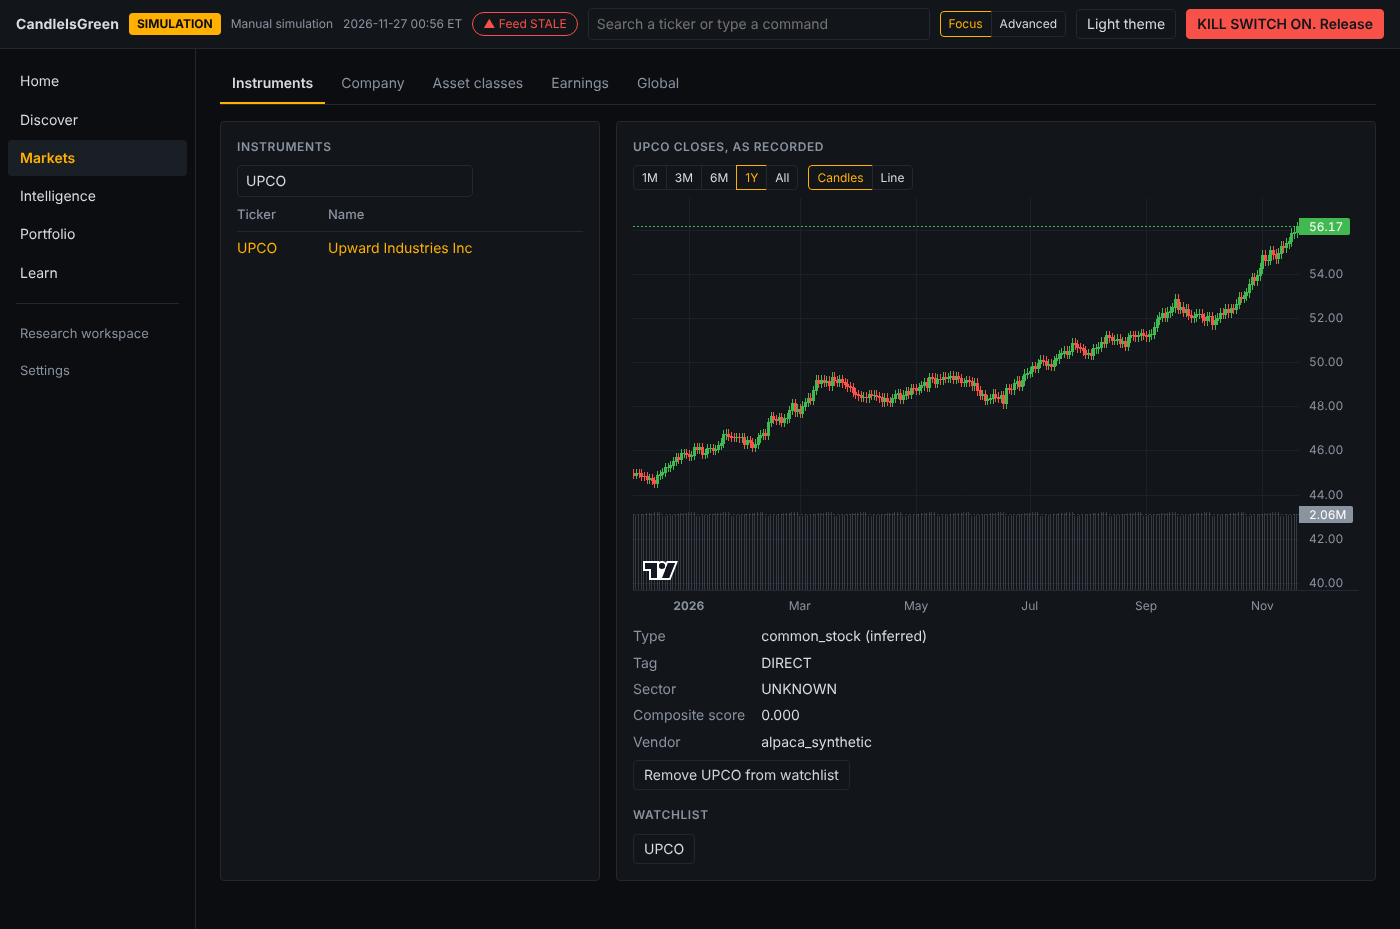 CandleIsGreen SIMULATION Manual simulation 2026-11-27 00:56 ET ▲ Feed STALE Search a ticker or type a command Focus Advanced Light theme KILL SWITCH ON. Release
Home
Discover
Markets
Intelligence
Portfolio
Learn
Research workspace
Settings
Instruments Company Asset classes Earnings Global
INSTRUMENTS
UPCO
Ticker Name
UPCO Upward Industries Inc
UPCO CLOSES, AS RECORDED
1M 3M 6M 1Y All Candles Line
56.17
54.00
52.00
50.00
48.00
46.00
44.00
2.06M
42.00
40.00
2026 Mar May Jul Sep Nov
Type common_stock (inferred)
Tag DIRECT
Sector UNKNOWN
Composite score 0.000
Vendor alpaca_synthetic
Remove UPCO from watchlist
WATCHLIST
UPCO